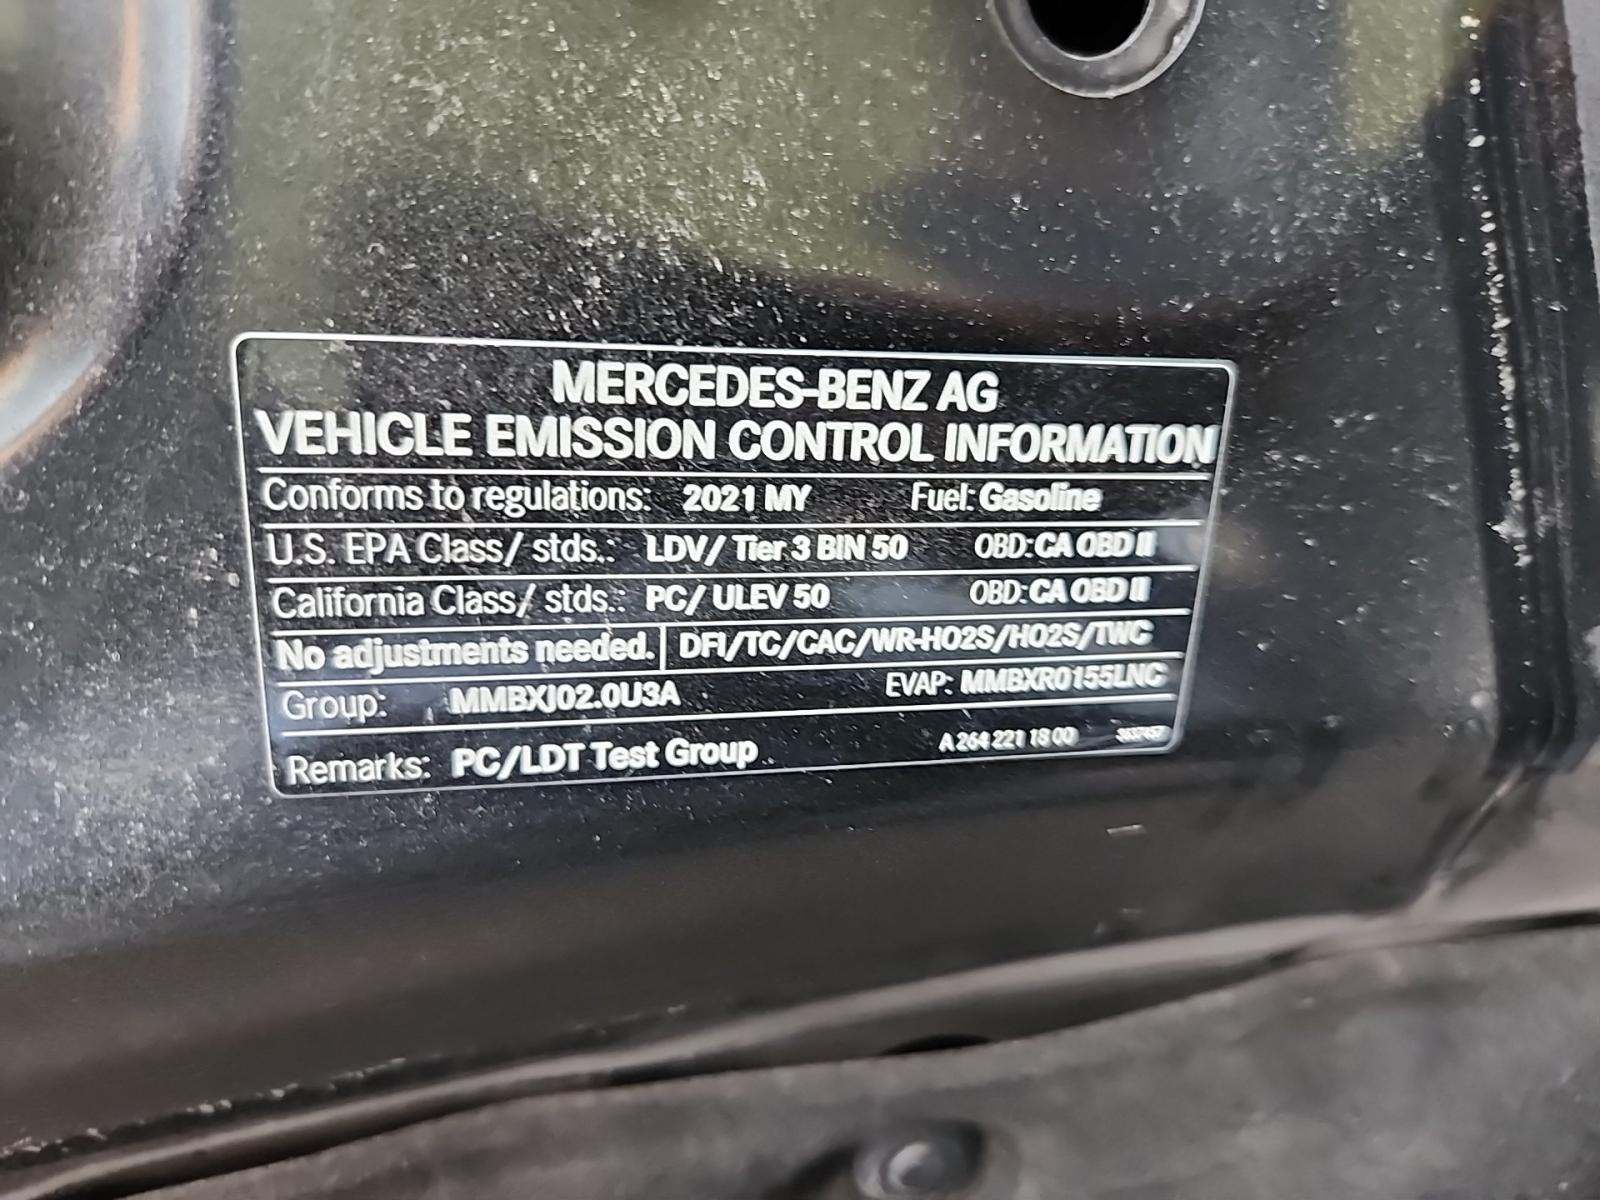 MERCEDES-BENZ AG
VEHICLE EMISSION CONTROL INFORMATION
Conforms to regulations: 2021 MY Fuel: Gasoline
U.S. EPA Class/ stds.: LDV/ Tier 3 BIN 50 OBD: CA OBD II
California Class/ stds.: PC/ ULEV 50 OBD: CA OBD II
No adjustments needed. DFI/TC/CAC/WR-HO2S/HO2S/TWC
Group: MMBXJ02.0U3A EVAP: MMBXR0155LNC
Remarks: PC/LDT Test Group A 264 221 18 00